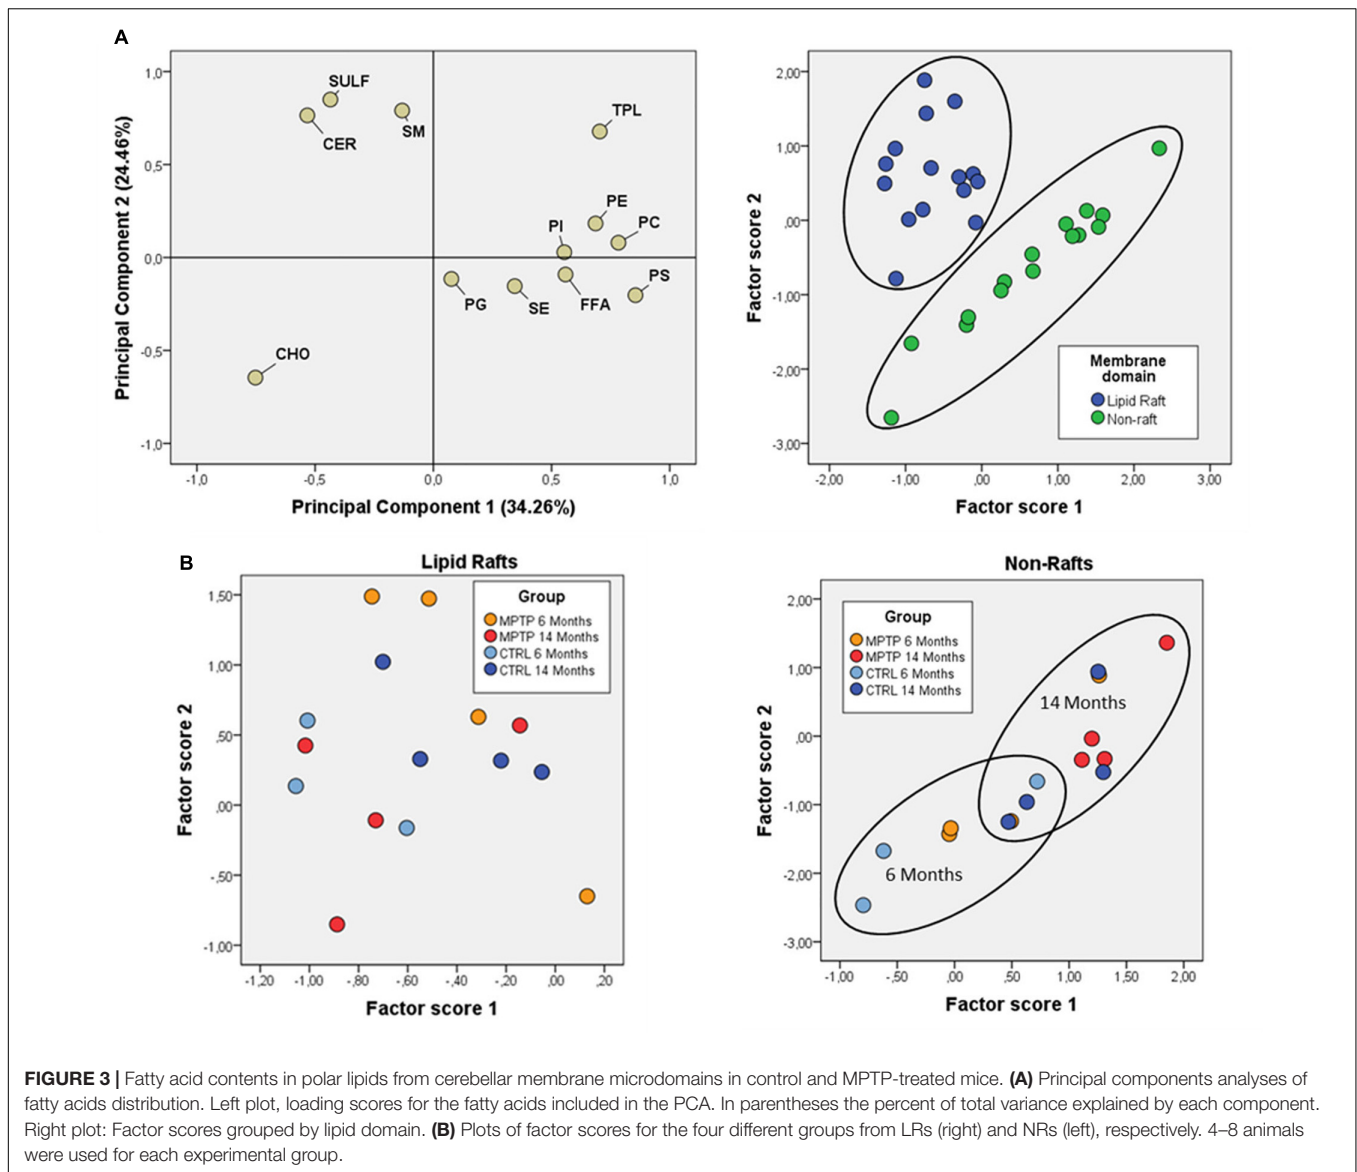 A
1,0
0,5
0,0
-0,5
-1,0
Principal Component 2 (24.46%)
SULF
CER
SM
TPL
PE
PI
PC
PG
SE
FFA
PS
CHO
-1,0 -0,5 0,0 0,5 1,0
Principal Component 1 (34.26%)
2,00
1,00
,00
-1,00
-2,00
-3,00
Factor score 2
Membrane
domain
Lipid Raft
Non-raft
-2,00 -1,00 ,00 1,00 2,00 3,00
Factor score 1
B
Lipid Rafts
1,50
1,00
,50
,00
-,50
-1,00
Factor score 2
Group
MPTP 6 Months
MPTP 14 Months
CTRL 6 Months
CTRL 14 Months
-1,20 -1,00 -,80 -,60 -,40 -,20 ,00 ,20
Factor score 1
Non-Rafts
2,00
1,00
,00
-1,00
-2,00
-3,00
Factor score 2
Group
MPTP 6 Months
MPTP 14 Months
CTRL 6 Months
CTRL 14 Months
14 Months
6 Months
-1,00 -,50 ,00 ,50 1,00 1,50 2,00
Factor score 1
FIGURE 3 | Fatty acid contents in polar lipids from cerebellar membrane microdomains in control and MPTP-treated mice. (A) Principal components analyses of
fatty acids distribution. Left plot, loading scores for the fatty acids included in the PCA. In parentheses the percent of total variance explained by each component.
Right plot: Factor scores grouped by lipid domain. (B) Plots of factor scores for the four different groups from LRs (right) and NRs (left), respectively. 4–8 animals
were used for each experimental group.